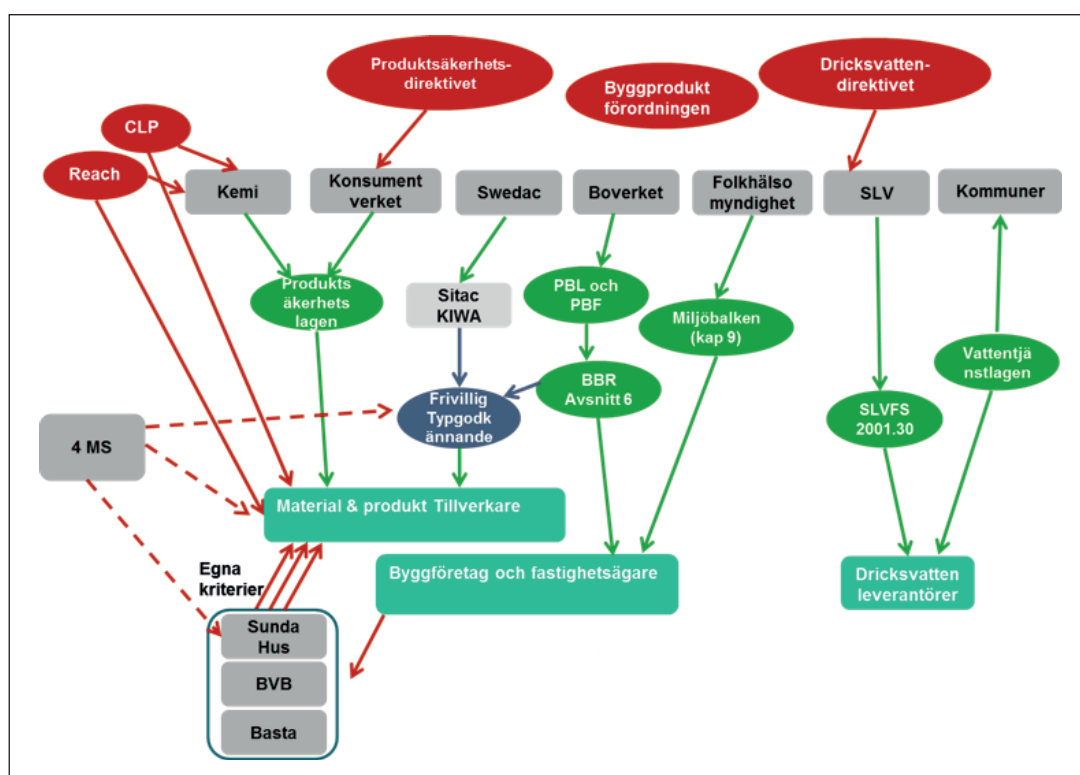 Produktsäkerhets-
direktivet
Byggprodukt
förordningen
Dricksvatten-
direktivet
CLP
Reach
Kemi
Konsument
verket
Swedac
Boverket
Folkhälso
myndighet
SLV
Kommuner
Produkts
äkerhets
lagen
Sitac
KIWA
PBL och
PBF
Miljöbalken
(kap 9)
Vattentjä
nstlagen
Frivillig
Typgodk
ännande
BBR
Avsnitt 6
SLVFS
2001.30
4 MS
Material & produkt Tillverkare
Byggföretag och fastighetsägare
Dricksvatten
leverantörer
Egna
kriterier
Sunda
Hus
BVB
Basta